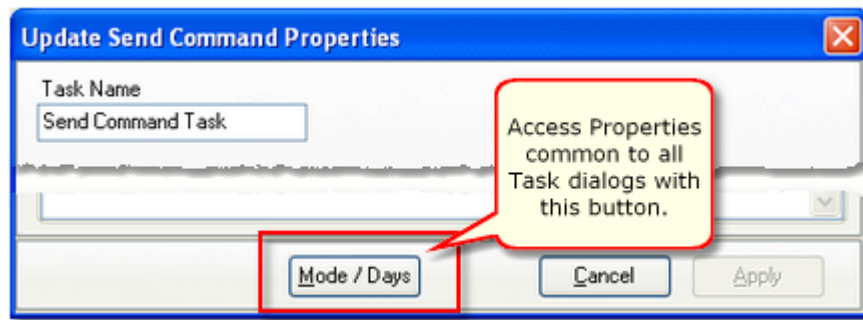 Update Send Command Properties
Task Name
Send Command Task
Access Properties
common to all
Task dialogs with
this button.
Mode / Days
Cancel
Apply